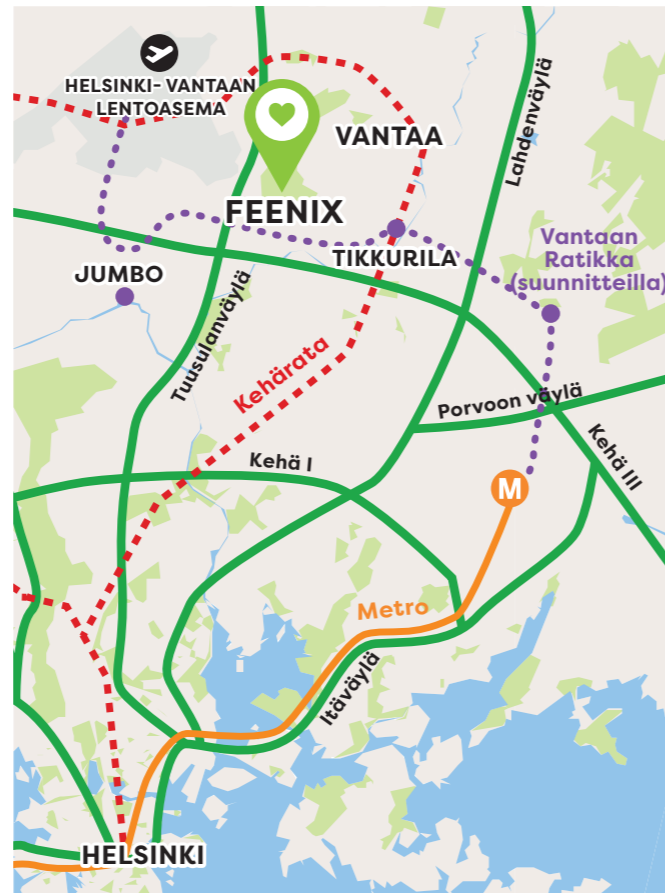 HELSINKI- VANTAAN
LENTOASEMA
VANTAA
Lahdenväylä
FEENIX
TIKKURILA
Vantaan
Ratikka
(suunnitteilla)
JUMBO
Tuusulanväylä
Kehärata
Porvoon väylä
Kehä III
Kehä I
M
Metro
Itäväylä
HELSINKI